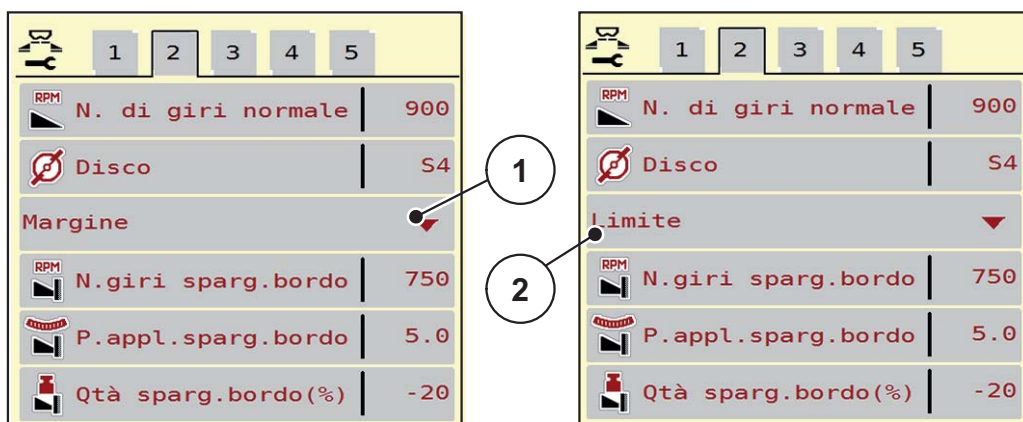 1 2 3 4 5
RPM N. di giri normale 900
Disco S4
Margine
RPM N.giri sparg.bordo 750
P.appl.sparg.bordo 5.0
Qtà sparg.bordo(%) -20
1
2
1 2 3 4 5
RPM N. di giri normale 900
Disco S4
Limite
RPM N.giri sparg.bordo 750
P.appl.sparg.bordo 5.0
Qtà sparg.bordo(%) -20